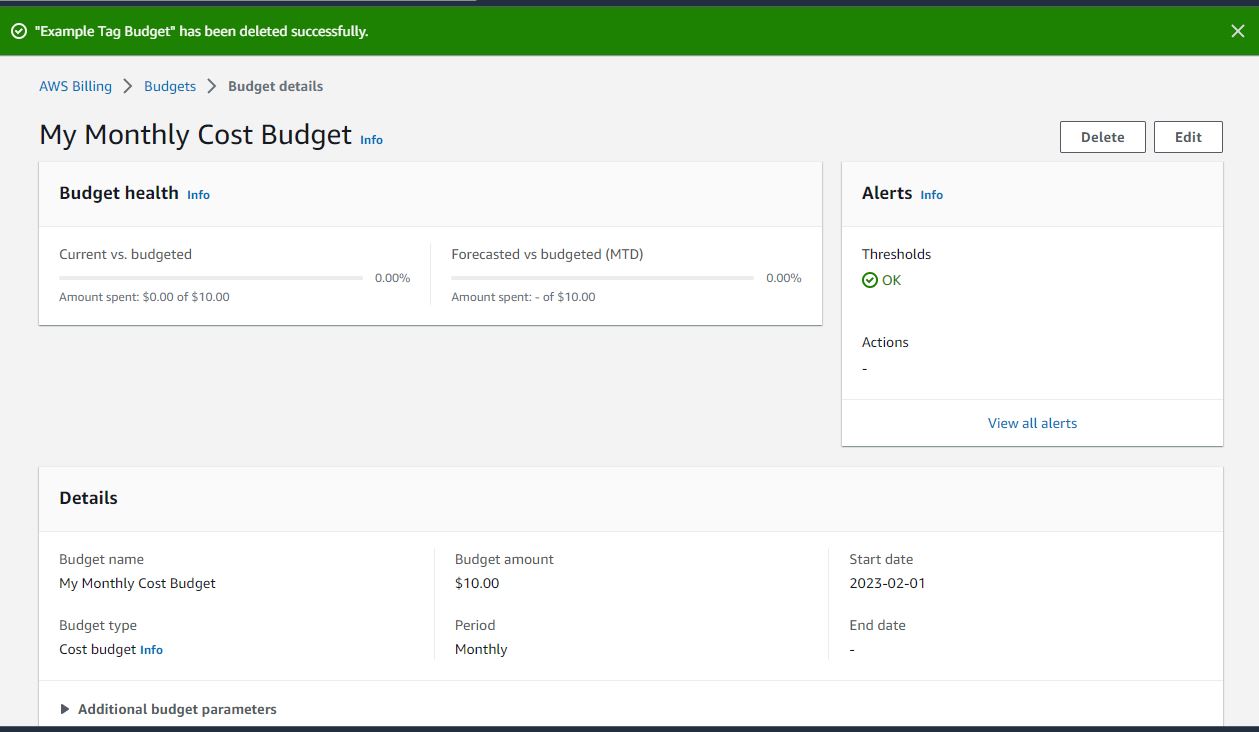 "Example Tag Budget" has been deleted successfully.
AWS Billing > Budgets > Budget details
My Monthly Cost Budget Info
Delete Edit
Budget health Info
Current vs. budgeted
0.00%
Amount spent: $0.00 of $10.00
Forecasted vs budgeted (MTD)
0.00%
Amount spent: - of $10.00
Alerts Info
Thresholds
OK
Actions
-
View all alerts
Details
Budget name
My Monthly Cost Budget
Budget type
Cost budget Info
Budget amount
$10.00
Period
Monthly
Start date
2023-02-01
End date
-
Additional budget parameters